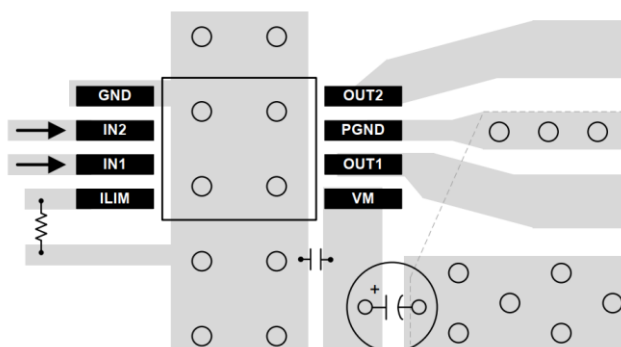 GND
OUT2
IN2
PGND
IN1
OUT1
ILIM
VM
+